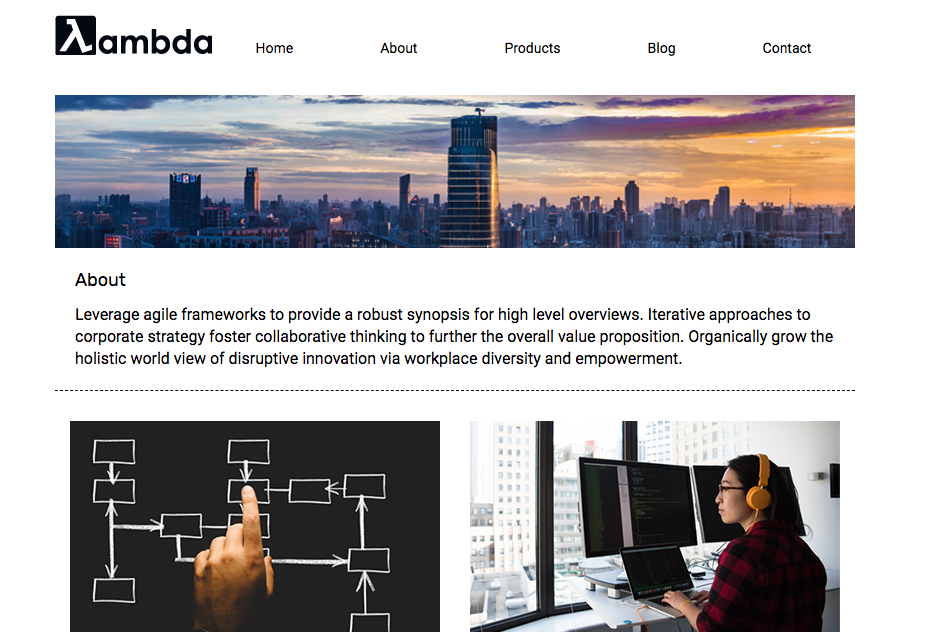 λambda
Home About Products Blog Contact
About
Leverage agile frameworks to provide a robust synopsis for high level overviews. Iterative approaches to
corporate strategy foster collaborative thinking to further the overall value proposition. Organically grow the
holistic world view of disruptive innovation via workplace diversity and empowerment.